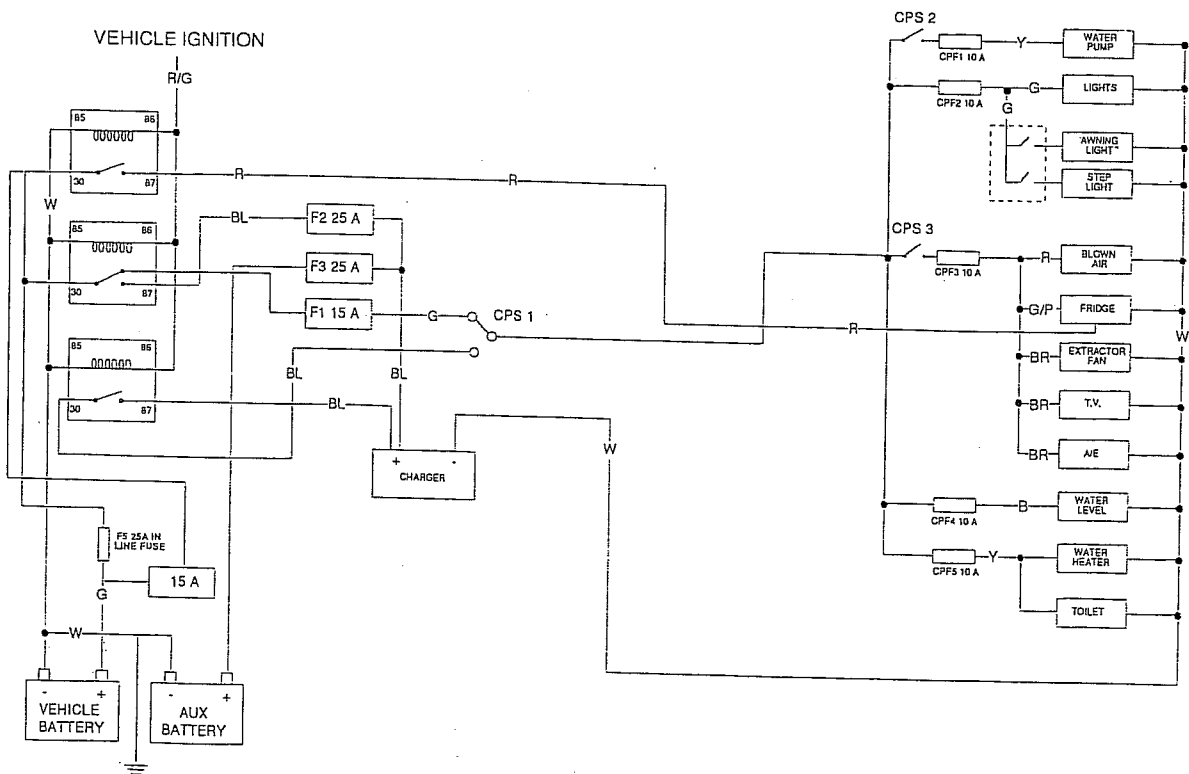 VEHICLE IGNITION
R/G
85
86
30
87
W
85
86
30
87
85
86
30
87
R
R
BL
F2 25 A
F3 25 A
F1 15 A
G
CPS 1
BL
BL
BL
+
-
CHARGER
W
F5 25A IN
LINE FUSE
15 A
G
W
-
+
VEHICLE
BATTERY
-
+
AUX
BATTERY
CPS 2
CPF1 10 A
Y
WATER
PUMP
CPF2 10 A
G
LIGHTS
G
AWNING
LIGHT
STEP
LIGHT
CPS 3
CPF3 10 A
R
BLOWN
AIR
G/P
FRIDGE
R
W
BR
EXTRACTOR
FAN
BR
T.V.
BR
A/E
CPF4 10 A
B
WATER
LEVEL
CPF5 10 A
Y
WATER
HEATER
TOILET